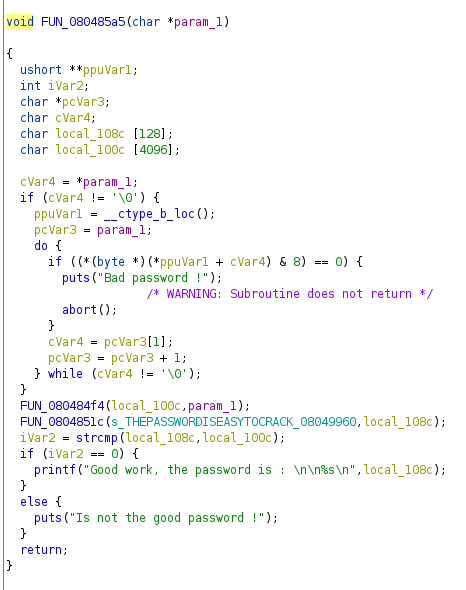 void FUN_080485a5(char *param_1)
{
ushort **ppuVar1;
int iVar2;
char *pcVar3;
char cVar4;
char local_108c [128];
char local_100c [4096];
cVar4 = *param_1;
if (cVar4 != '\0') {
ppuVar1 = __ctype_b_loc();
pcVar3 = param_1;
do {
if ((*(byte *)(*ppuVar1 + cVar4) & 8) == 0) {
puts("Bad password !");
/* WARNING: Subroutine does not return */
abort();
}
cVar4 = pcVar3[1];
pcVar3 = pcVar3 + 1;
} while (cVar4 != '\0');
}
FUN_080484f4(local_100c,param_1);
FUN_0804851c(s_THEPASSWORDISEASYTOCRACK_08049960,local_108c);
iVar2 = strcmp(local_108c,local_100c);
if (iVar2 == 0) {
printf("Good work, the password is : \n\n%s\n",local_108c);
}
else {
puts("Is not the good password !");
}
return;
}